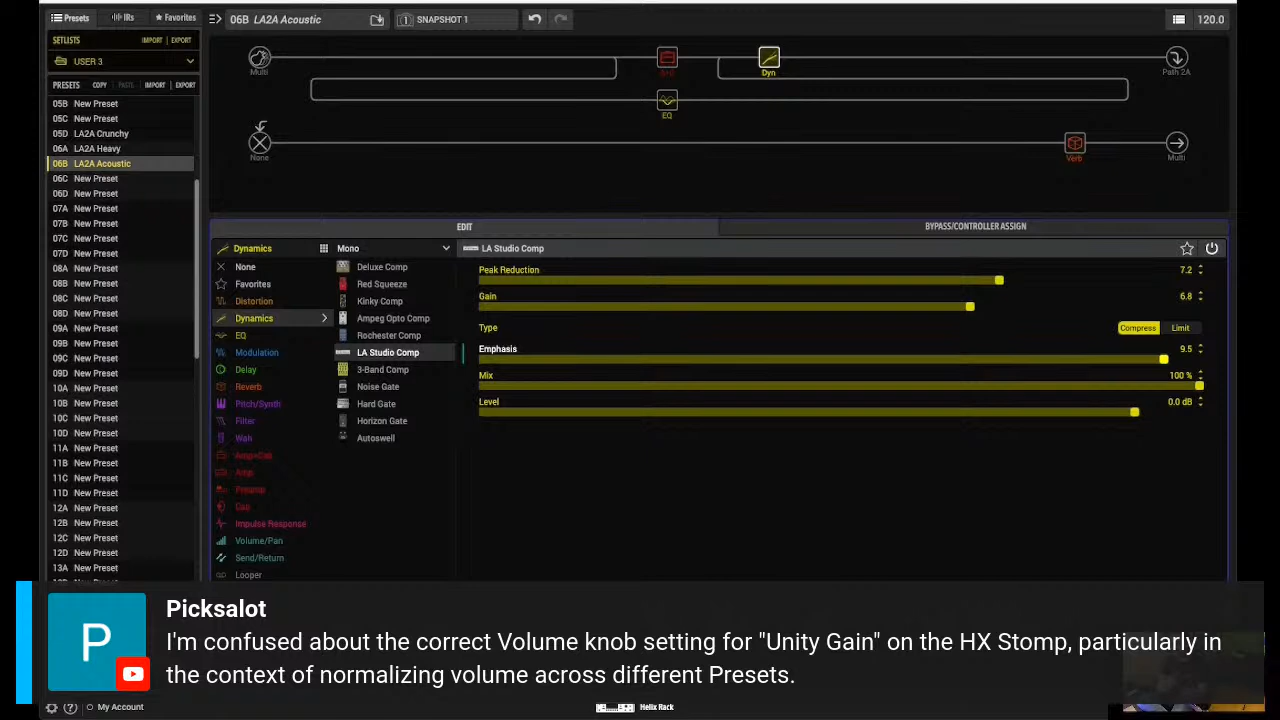 Presets
IRs
Favorites
SETLISTS
IMPORT
EXPORT
USER 3
PRESETS
COPY
PASTE
IMPORT
EXPORT
05B New Preset
05C New Preset
05D LA2A Crunchy
06A LA2A Heavy
06B LA2A Acoustic
06C New Preset
06D New Preset
07A New Preset
07B New Preset
07C New Preset
07D New Preset
08A New Preset
08B New Preset
08C New Preset
08D New Preset
09A New Preset
09B New Preset
09C New Preset
09D New Preset
10A New Preset
10B New Preset
10C New Preset
10D New Preset
11A New Preset
11B New Preset
11C New Preset
11D New Preset
12A New Preset
12B New Preset
12C New Preset
12D New Preset
13A New Preset
06B LA2A Acoustic
1 SNAPSHOT 1
120.0
Multi
Dyn
Path 2A
EQ
None
Verb
Multi
EDIT
BYPASS/CONTROLLER ASSIGN
Dynamics
Mono
LA Studio Comp
None
Favorites
Distortion
Dynamics
EQ
Modulation
Delay
Reverb
Pitch/Synth
Filter
Wah
Amp+Cab
Amp
Preamp
Cab
Impulse Response
Volume/Pan
Send/Return
Looper
Deluxe Comp
Red Squeeze
Kinky Comp
Ampeg Opto Comp
Rochester Comp
LA Studio Comp
3-Band Comp
Noise Gate
Hard Gate
Horizon Gate
Autoswell
Peak Reduction 7.2
Gain 6.8
Type Compress Limit
Emphasis 9.5
Mix 100 %
Level 0.0 dB
P
Picksalot
I'm confused about the correct Volume knob setting for "Unity Gain" on the HX Stomp, particularly in
the context of normalizing volume across different Presets.
? My Account
Helix Rack